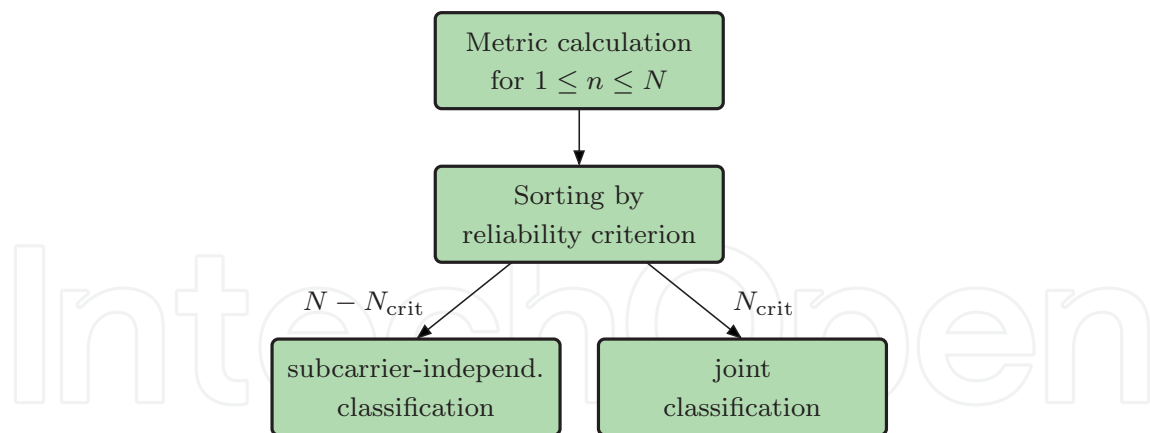 Metric calculation
for 1 ≤ n ≤ N
Sorting by
reliability criterion
N − N_crit
N_crit
subcarrier-independ.
classification
joint
classification
IntechOpen